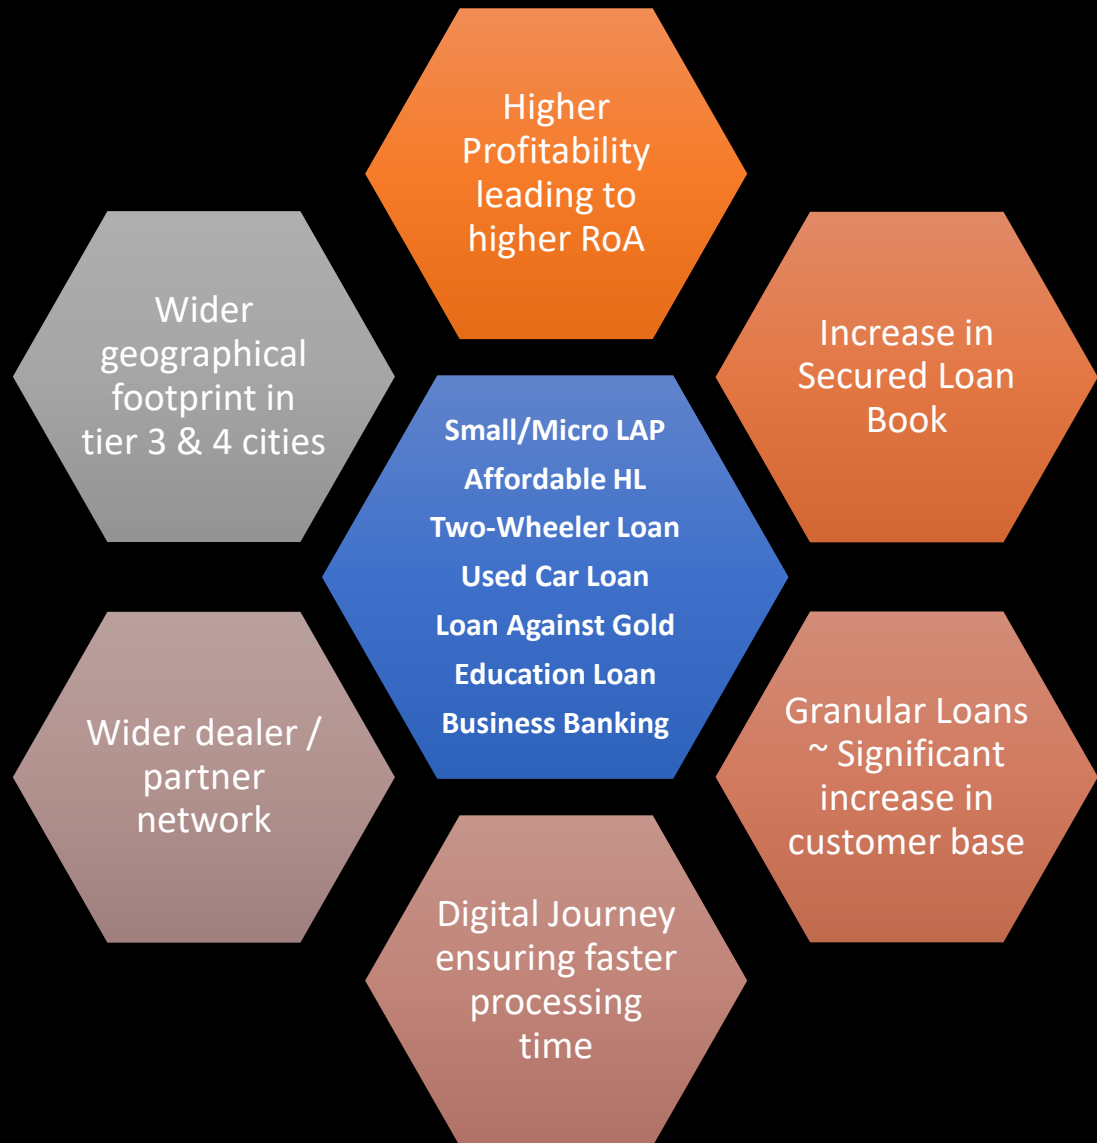 Higher
Profitability
leading to
higher RoA
Wider
geographical
footprint in
tier 3 & 4 cities
Increase in
Secured Loan
Book
Small/Micro LAP
Affordable HL
Two-Wheeler Loan
Used Car Loan
Loan Against Gold
Education Loan
Business Banking
Wider dealer /
partner
network
Granular Loans
~ Significant
increase in
customer base
Digital Journey
ensuring faster
processing
time